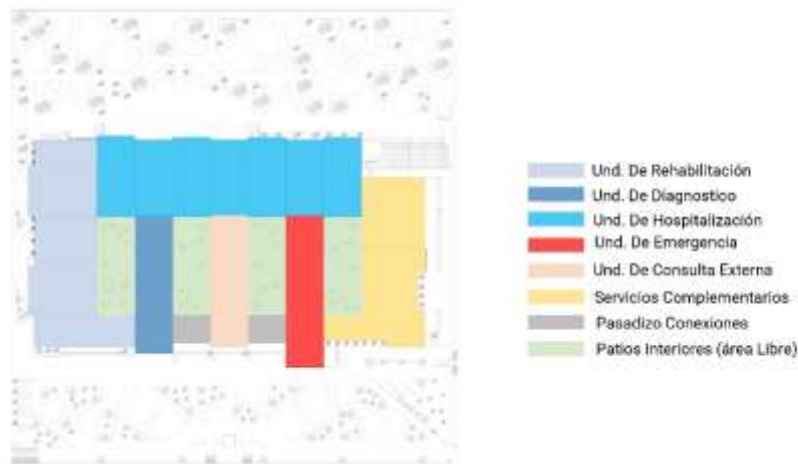 Und. De Rehabilitación
Und. De Diagnostico
Und. De Hospitalización
Und. De Emergencia
Und. De Consulta Externa
Servicios Complementarios
Pasadizo Conexiones
Patios Interiores (área Libre)